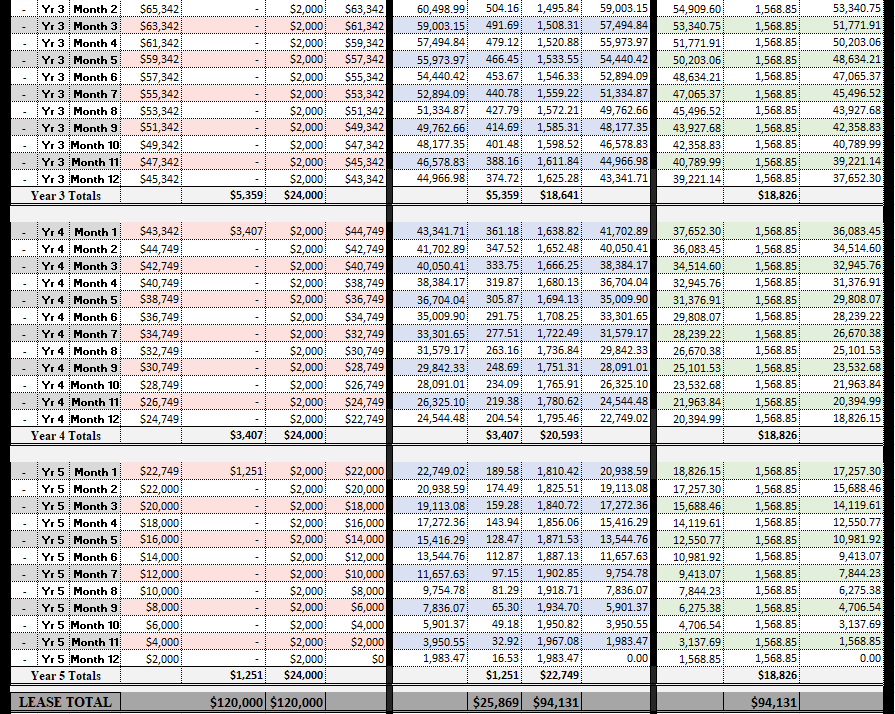 - Yr 3 Month 2 $65,342 - $2,000 $63,342 60,498.99 504.16 1,495.84 59,003.15 54,909.60 1,568.85 53,340.75
- Yr 3 Month 3 $63,342 - $2,000 $61,342 59,003.15 491.69 1,508.31 57,494.84 53,340.75 1,568.85 51,771.91
- Yr 3 Month 4 $61,342 - $2,000 $59,342 57,494.84 479.12 1,520.88 55,973.97 51,771.91 1,568.85 50,203.06
- Yr 3 Month 5 $59,342 - $2,000 $57,342 55,973.97 466.45 1,533.55 54,440.42 50,203.06 1,568.85 48,634.21
- Yr 3 Month 6 $57,342 - $2,000 $55,342 54,440.42 453.67 1,546.33 52,894.09 48,634.21 1,568.85 47,065.37
- Yr 3 Month 7 $55,342 - $2,000 $53,342 52,894.09 440.78 1,559.22 51,334.87 47,065.37 1,568.85 45,496.52
- Yr 3 Month 8 $53,342 - $2,000 $51,342 51,334.87 427.79 1,572.21 49,762.66 45,496.52 1,568.85 43,927.68
- Yr 3 Month 9 $51,342 - $2,000 $49,342 49,762.66 414.69 1,585.31 48,177.35 43,927.68 1,568.85 42,358.83
- Yr 3 Month 10 $49,342 - $2,000 $47,342 48,177.35 401.48 1,598.52 46,578.83 42,358.83 1,568.85 40,789.99
- Yr 3 Month 11 $47,342 - $2,000 $45,342 46,578.83 388.16 1,611.84 44,966.98 40,789.99 1,568.85 39,221.14
- Yr 3 Month 12 $45,342 - $2,000 $43,342 44,966.98 374.72 1,625.28 43,341.71 39,221.14 1,568.85 37,652.30
Year 3 Totals $5,359 $24,000 $5,359 $18,641 $18,826
- Yr 4 Month 1 $43,342 $3,407 $2,000 $44,749 43,341.71 361.18 1,638.82 41,702.89 37,652.30 1,568.85 36,083.45
- Yr 4 Month 2 $44,749 - $2,000 $42,749 41,702.89 347.52 1,652.48 40,050.41 36,083.45 1,568.85 34,514.60
- Yr 4 Month 3 $42,749 - $2,000 $40,749 40,050.41 333.75 1,666.25 38,384.17 34,514.60 1,568.85 32,945.76
- Yr 4 Month 4 $40,749 - $2,000 $38,749 38,384.17 319.87 1,680.13 36,704.04 32,945.76 1,568.85 31,376.91
- Yr 4 Month 5 $38,749 - $2,000 $36,749 36,704.04 305.87 1,694.13 35,009.90 31,376.91 1,568.85 29,808.07
- Yr 4 Month 6 $36,749 - $2,000 $34,749 35,009.90 291.75 1,708.25 33,301.65 29,808.07 1,568.85 28,239.22
- Yr 4 Month 7 $34,749 - $2,000 $32,749 33,301.65 277.51 1,722.49 31,579.17 28,239.22 1,568.85 26,670.38
- Yr 4 Month 8 $32,749 - $2,000 $30,749 31,579.17 263.16 1,736.84 29,842.33 26,670.38 1,568.85 25,101.53
- Yr 4 Month 9 $30,749 - $2,000 $28,749 29,842.33 248.69 1,751.31 28,091.01 25,101.53 1,568.85 23,532.68
- Yr 4 Month 10 $28,749 - $2,000 $26,749 28,091.01 234.09 1,765.91 26,325.10 23,532.68 1,568.85 21,963.84
- Yr 4 Month 11 $26,749 - $2,000 $24,749 26,325.10 219.38 1,780.62 24,544.48 21,963.84 1,568.85 20,394.99
- Yr 4 Month 12 $24,749 - $2,000 $22,749 24,544.48 204.54 1,795.46 22,749.02 20,394.99 1,568.85 18,826.15
Year 4 Totals $3,407 $24,000 $3,407 $20,593 $18,826
- Yr 5 Month 1 $22,749 $1,251 $2,000 $22,000 22,749.02 189.58 1,810.42 20,938.59 18,826.15 1,568.85 17,257.30
- Yr 5 Month 2 $22,000 - $2,000 $20,000 20,938.59 174.49 1,825.51 19,113.08 17,257.30 1,568.85 15,688.46
- Yr 5 Month 3 $20,000 - $2,000 $18,000 19,113.08 159.28 1,840.72 17,272.36 15,688.46 1,568.85 14,119.61
- Yr 5 Month 4 $18,000 - $2,000 $16,000 17,272.36 143.94 1,856.06 15,416.29 14,119.61 1,568.85 12,550.77
- Yr 5 Month 5 $16,000 - $2,000 $14,000 15,416.29 128.47 1,871.53 13,544.76 12,550.77 1,568.85 10,981.92
- Yr 5 Month 6 $14,000 - $2,000 $12,000 13,544.76 112.87 1,887.13 11,657.63 10,981.92 1,568.85 9,413.07
- Yr 5 Month 7 $12,000 - $2,000 $10,000 11,657.63 97.15 1,902.85 9,754.78 9,413.07 1,568.85 7,844.23
- Yr 5 Month 8 $10,000 - $2,000 $8,000 9,754.78 81.29 1,918.71 7,836.07 7,844.23 1,568.85 6,275.38
- Yr 5 Month 9 $8,000 - $2,000 $6,000 7,836.07 65.30 1,934.70 5,901.37 6,275.38 1,568.85 4,706.54
- Yr 5 Month 10 $6,000 - $2,000 $4,000 5,901.37 49.18 1,950.82 3,950.55 4,706.54 1,568.85 3,137.69
- Yr 5 Month 11 $4,000 - $2,000 $2,000 3,950.55 32.92 1,967.08 1,983.47 3,137.69 1,568.85 1,568.85
- Yr 5 Month 12 $2,000 - $2,000 $0 1,983.47 16.53 1,983.47 0.00 1,568.85 1,568.85 0.00
Year 5 Totals $1,251 $24,000 $1,251 $22,749 $18,826
LEASE TOTAL $120,000 $120,000 $25,869 $94,131 $94,131